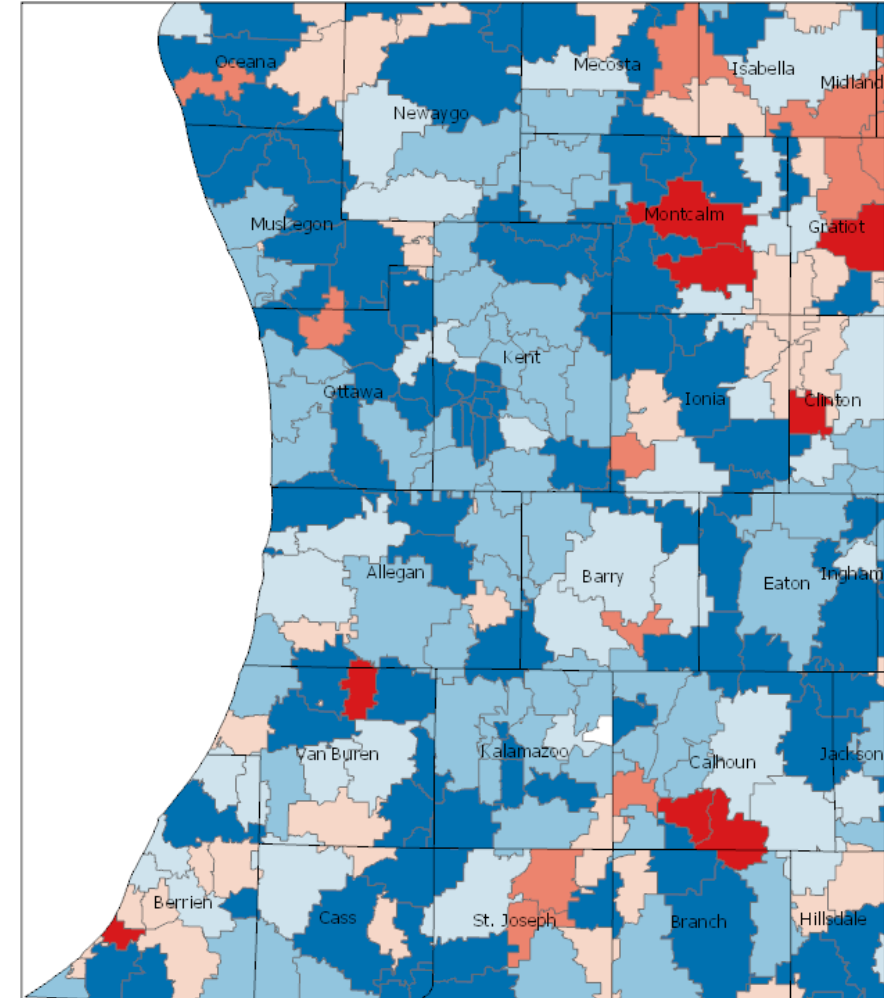 Oceana
Mecosta
Isabella
Midland
Newaygo
Muskegon
Montcalm
Gratiot
Kent
Ottawa
Ionia
Clinton
Allegan
Barry
Eaton
Ingham
Van Buren
Kalamazoo
Calhoun
Jackson
Berrien
Cass
St. Joseph
Branch
Hillsdale